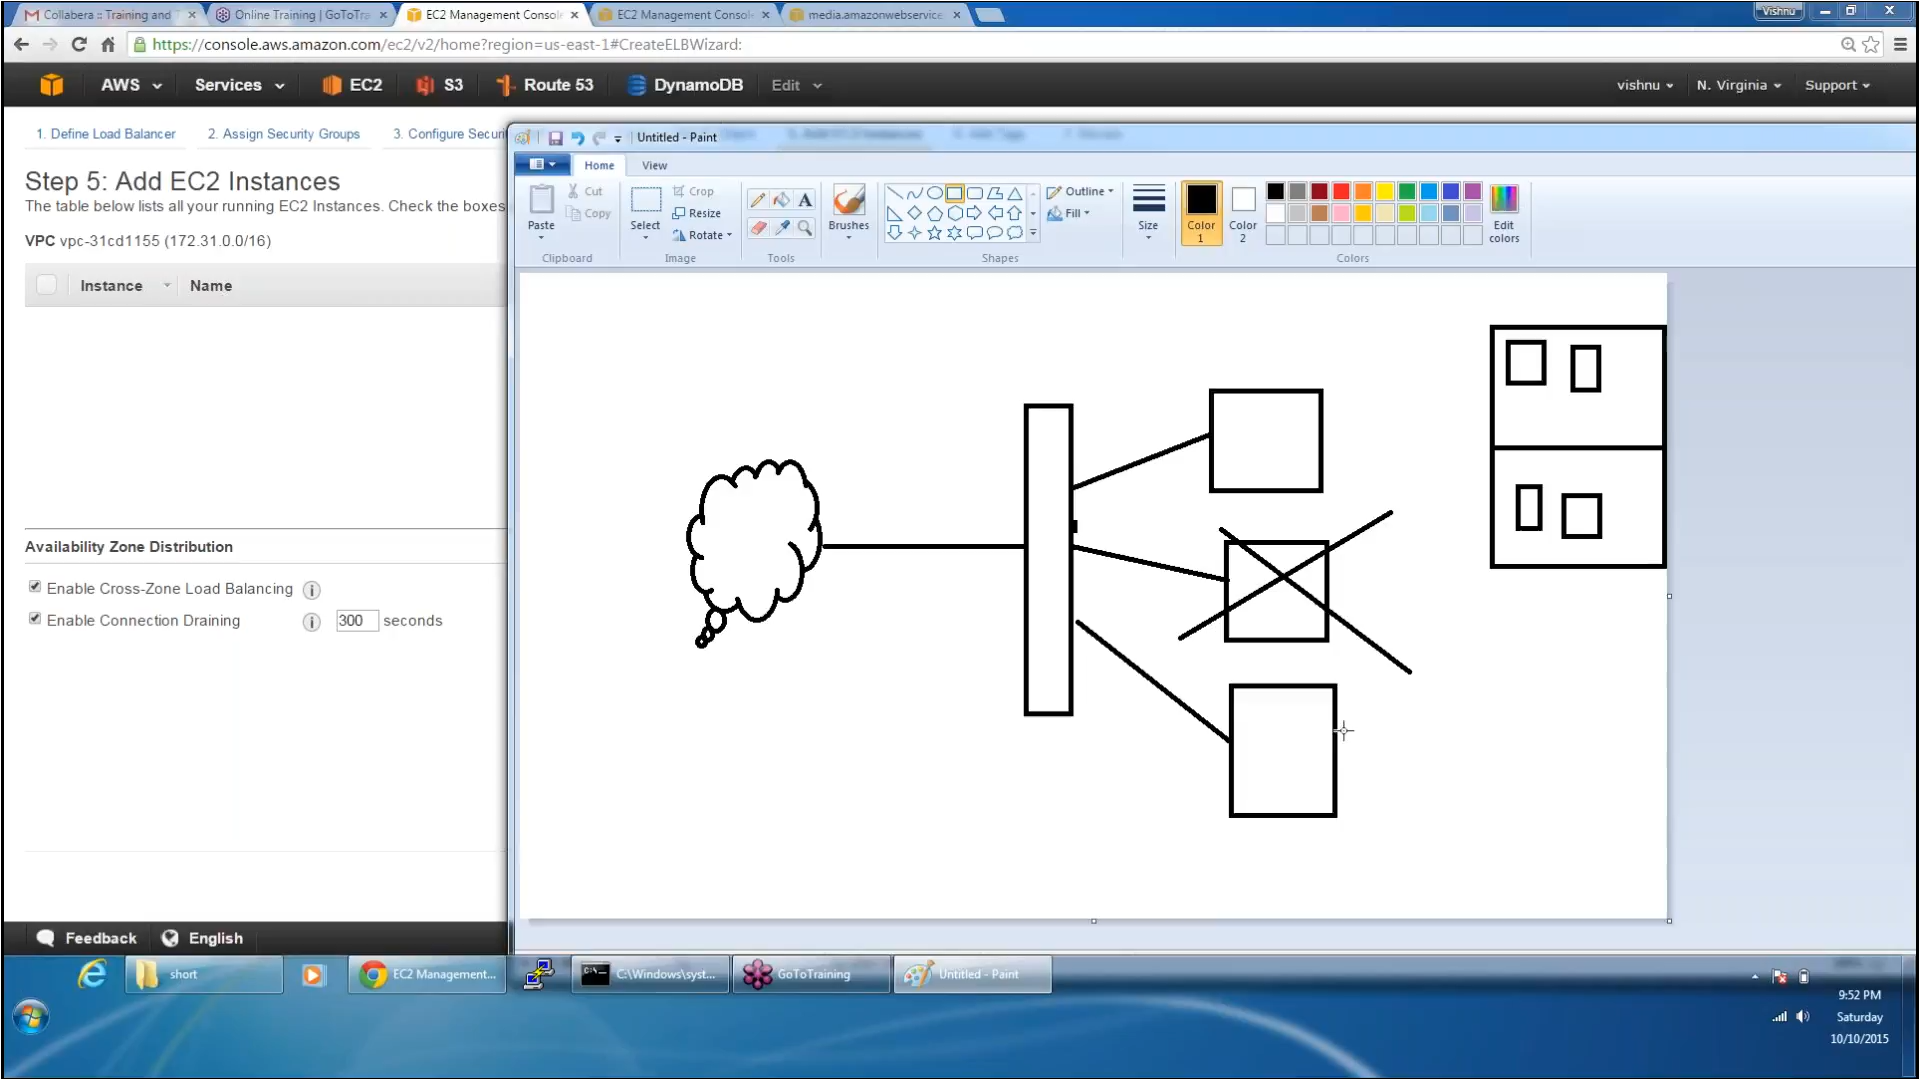 Collabera :: Training and T
Online Training | GoToTra
EC2 Management Console
EC2 Management Consol
media.amazonwebservice
Vishnu
https://console.aws.amazon.com/ec2/v2/home?region=us-east-1#CreateELBWizard:
AWS
Services
EC2
S3
Route 53
DynamoDB
Edit
vishnu
N. Virginia
Support
1. Define Load Balancer
2. Assign Security Groups
3. Configure Securi
Untitled - Paint
Home
View
Step 5: Add EC2 Instances
The table below lists all your running EC2 Instances. Check the boxes
VPC vpc-31cd1155 (172.31.0.0/16)
Instance
Name
Paste
Cut
Copy
Clipboard
Select
Crop
Resize
Rotate
Image
A
Tools
Brushes
Shapes
Outline
Fill
Size
Color 1
Color 2
Edit colors
Colors
Availability Zone Distribution
Enable Cross-Zone Load Balancing
Enable Connection Draining
300 seconds
Feedback
English
short
EC2 Management...
C:\Windows\syst...
GoToTraining
Untitled - Paint
9:52 PM
Saturday
10/10/2015